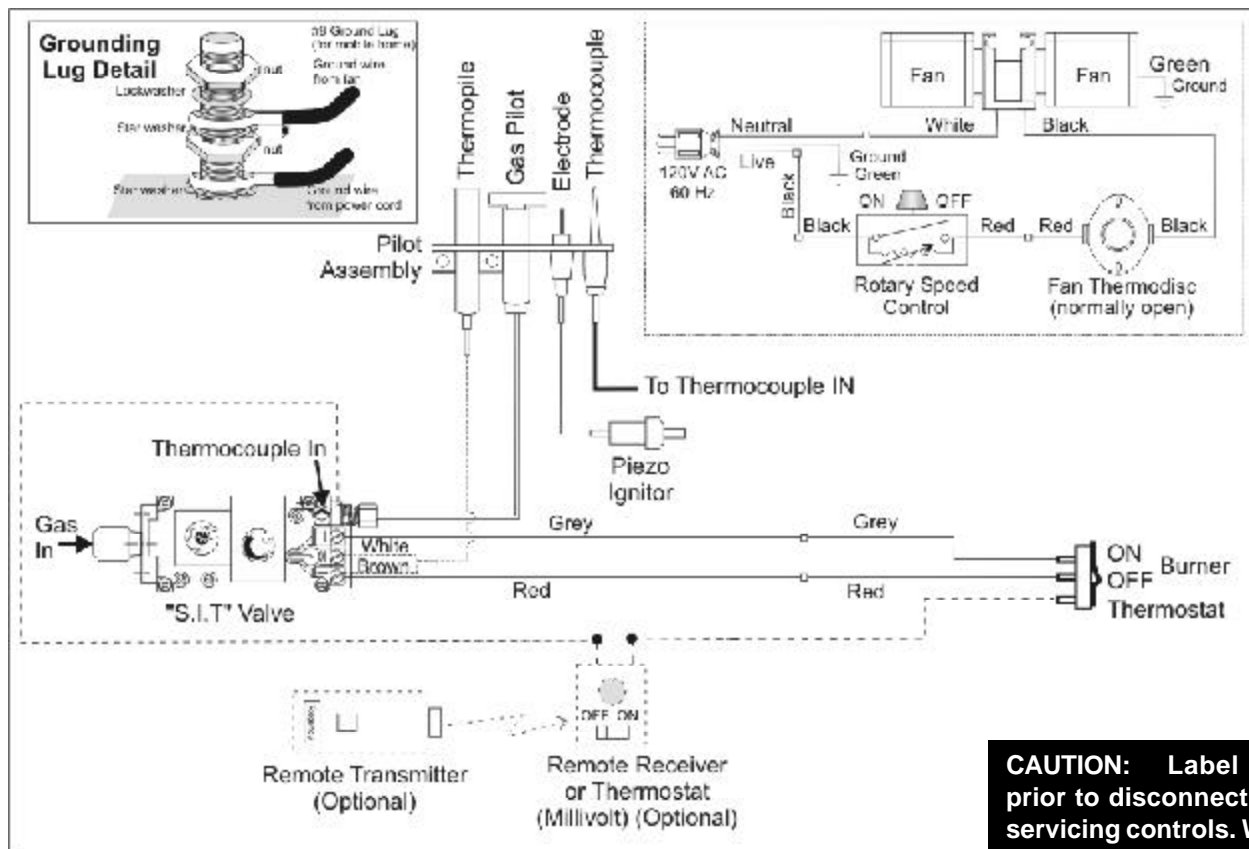 Grounding
Lug Detail
#8 Ground Lug
(for mobile home)
nut
Ground wire
from fan
Lockwasher
Star washer
nut
Star washer
Ground wire
from power cord
Thermopile
Gas Pilot
Electrode
Thermocouple
Pilot
Assembly
Fan
Fan
Green
Ground
Neutral
White
Black
Live
Ground
Green
120V AC
60 Hz
Black
ON
OFF
Black
Red
Red
Black
Rotary Speed
Control
Fan Thermodisc
(normally open)
To Thermocouple IN
Piezo
Ignitor
Thermocouple In
Gas
In
White
Brown
Grey
Grey
Red
Red
"S.I.T" Valve
ON
OFF
Burner
Thermostat
OFF ON
Remote Transmitter
(Optional)
Remote Receiver
or Thermostat
(Millivolt) (Optional)
CAUTION: Label
prior to disconnect
servicing controls. W